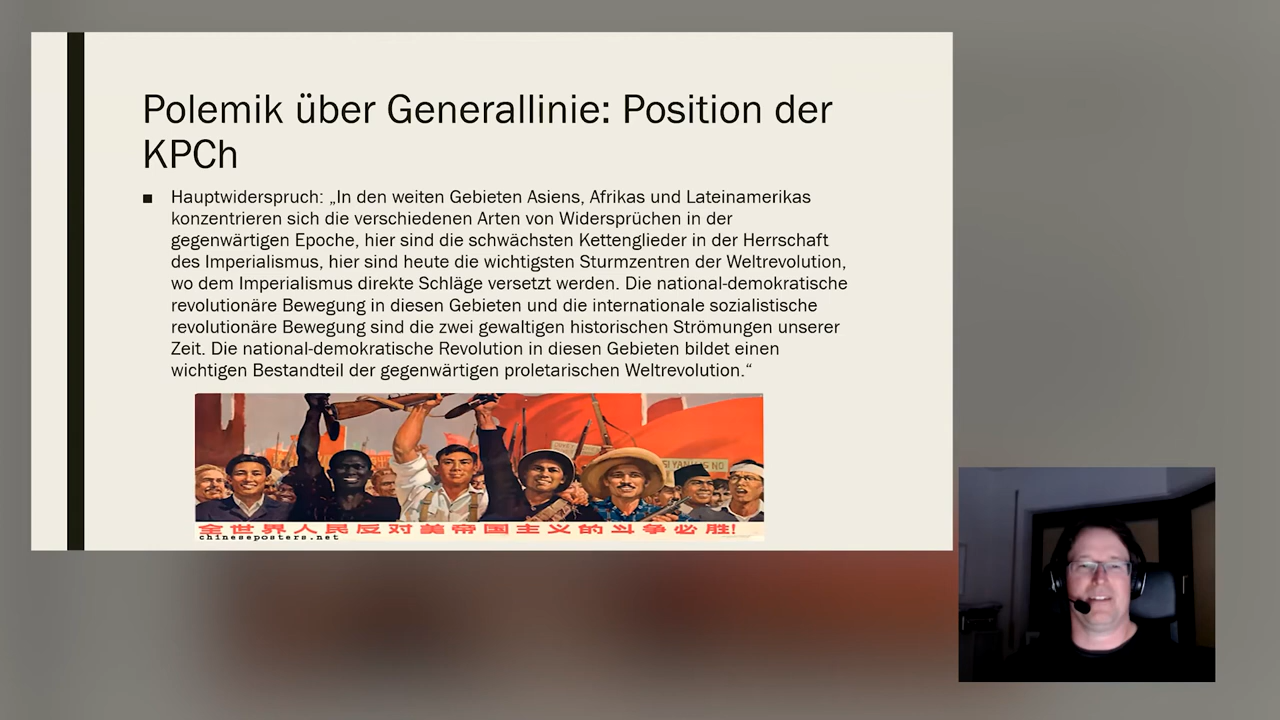 Polemik über Generallinie: Position der
KPCh
Hauptwiderspruch: „In den weiten Gebieten Asiens, Afrikas und Lateinamerikas
konzentrieren sich die verschiedenen Arten von Widersprüchen in der
gegenwärtigen Epoche, hier sind die schwächsten Kettenglieder in der Herrschaft
des Imperialismus, hier sind heute die wichtigsten Sturmzentren der Weltrevolution,
wo dem Imperialismus direkte Schläge versetzt werden. Die national-demokratische
revolutionäre Bewegung in diesen Gebieten und die internationale sozialistische
revolutionäre Bewegung sind die zwei gewaltigen historischen Strömungen unserer
Zeit. Die national-demokratische Revolution in diesen Gebieten bildet einen
wichtigen Bestandteil der gegenwärtigen proletarischen Weltrevolution.“
全世界人民反对美帝国主义的斗争必胜!
chineseposters.net